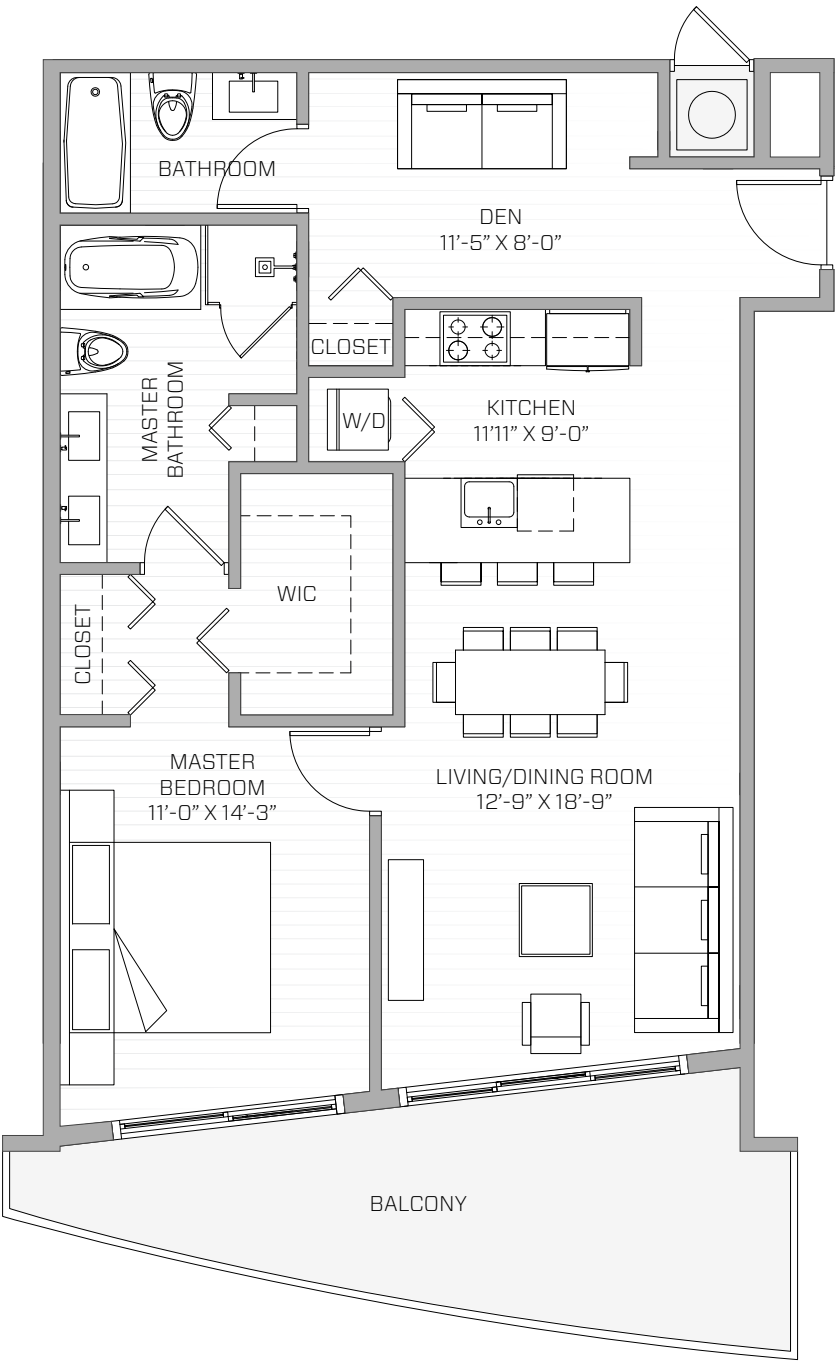 BATHROOM
DEN
11'-5" X 8'-0"
CLOSET
W/D
KITCHEN
11'11" X 9'-0"
MASTER
BATHROOM
WIC
CLOSET
MASTER
BEDROOM
11'-0" X 14'-3"
LIVING/DINING ROOM
12'-9" X 18'-9"
BALCONY